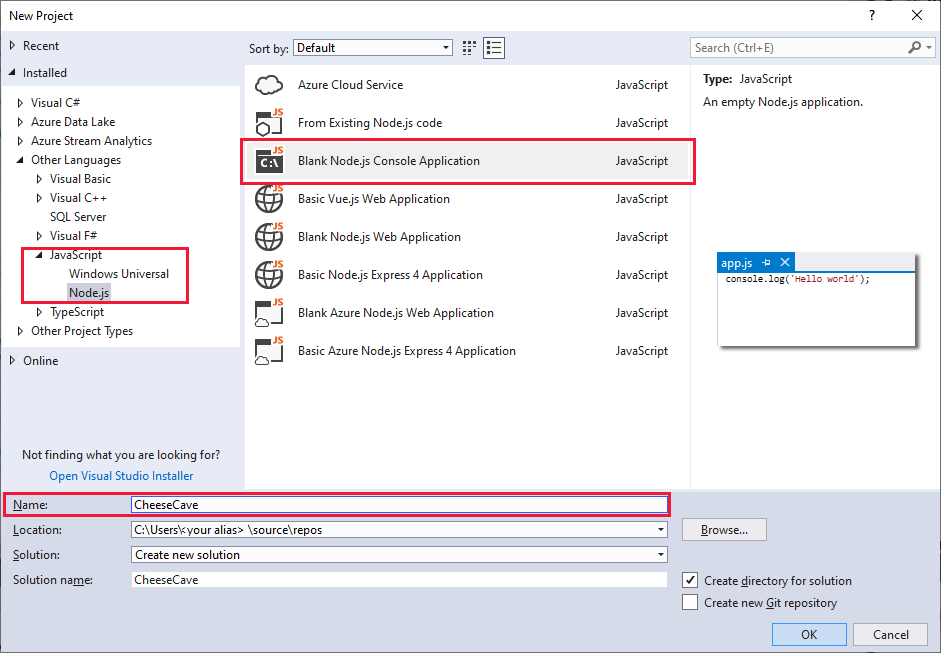 New Project
?
Recent
Installed
Visual C#
Azure Data Lake
Azure Stream Analytics
Other Languages
Visual Basic
Visual C++
SQL Server
Visual F#
JavaScript
Windows Universal
Node.js
TypeScript
Other Project Types
Online
Not finding what you are looking for?
Open Visual Studio Installer
Sort by: Default
Azure Cloud Service JavaScript
JS
From Existing Node.js code JavaScript
JS
C:\ Blank Node.js Console Application JavaScript
JS
Basic Vue.js Web Application JavaScript
JS
Blank Node.js Web Application JavaScript
JS
Basic Node.js Express 4 Application JavaScript
JS
Blank Azure Node.js Web Application JavaScript
JS
Basic Azure Node.js Express 4 Application JavaScript
Search (Ctrl+E)
Type: JavaScript
An empty Node.js application.
app.js
console.log('Hello world');
Name: CheeseCave
Location: C:\Users\<your alias> \source\repos
Browse...
Solution: Create new solution
Solution name: CheeseCave
Create directory for solution
Create new Git repository
OK Cancel